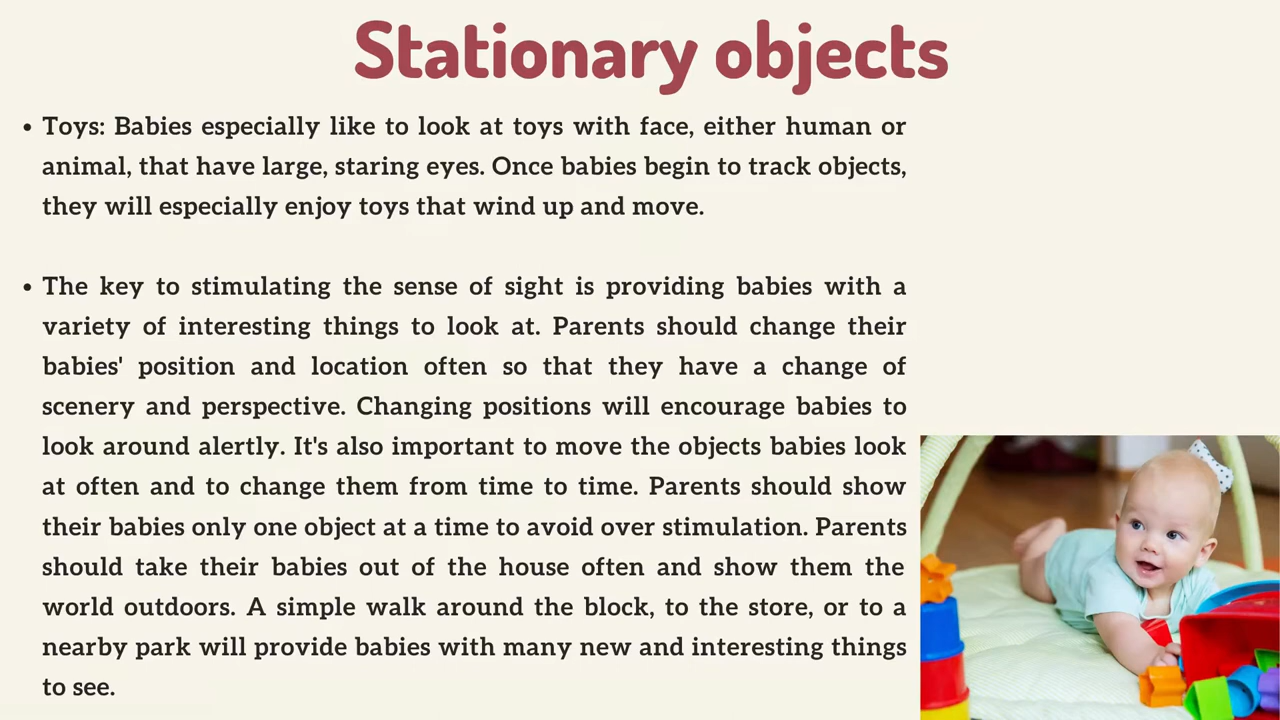 Stationary objects
• Toys: Babies especially like to look at toys with face, either human or
animal, that have large, staring eyes. Once babies begin to track objects,
they will especially enjoy toys that wind up and move.
• The key to stimulating the sense of sight is providing babies with a
variety of interesting things to look at. Parents should change their
babies' position and location often so that they have a change of
scenery and perspective. Changing positions will encourage babies to
look around alertly. It's also important to move the objects babies look
at often and to change them from time to time. Parents should show
their babies only one object at a time to avoid over stimulation. Parents
should take their babies out of the house often and show them the
world outdoors. A simple walk around the block, to the store, or to a
nearby park will provide babies with many new and interesting things
to see.